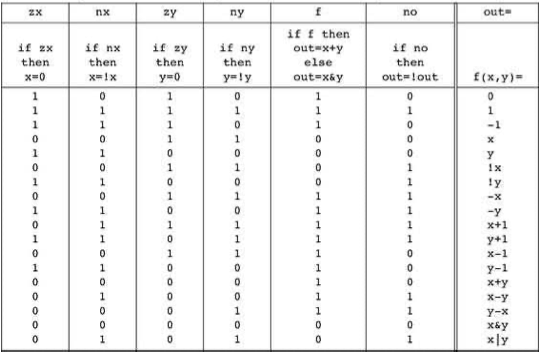 zx nx zy ny f no out=
if f then
if zx if nx if zy if ny out=x+y if no
then then then then else then
x=0 x=!x y=0 y=!y out=x&y out=!out f(x,y)=
1 0 1 0 1 0 0
1 1 1 1 1 1 1
1 1 1 0 1 0 -1
0 0 1 1 0 0 x
1 1 0 0 0 0 y
0 0 1 1 0 1 !x
1 1 0 0 0 1 !y
0 0 1 1 1 1 -x
1 1 0 0 1 1 -y
0 1 1 1 1 1 x+1
1 1 0 1 1 1 y+1
0 0 1 1 1 0 x-1
1 1 0 0 1 0 y-1
0 0 0 0 1 0 x+y
0 1 0 0 1 1 x-y
0 0 0 1 1 1 y-x
0 0 0 0 0 0 x&y
0 1 0 1 0 1 x|y